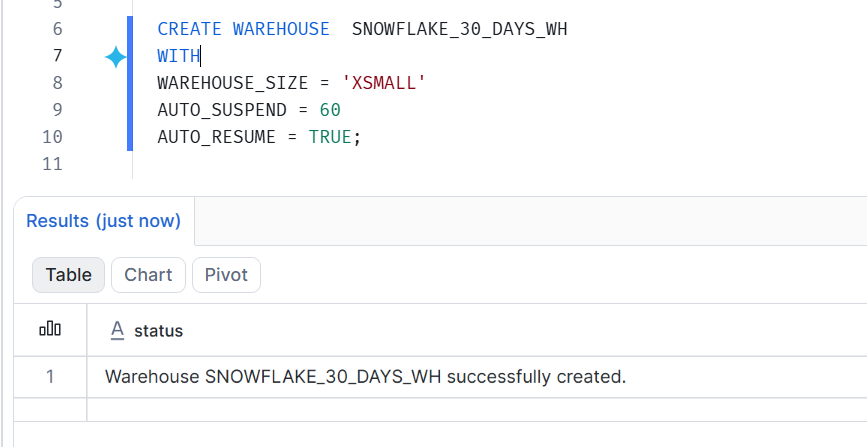 5
6 CREATE WAREHOUSE  SNOWFLAKE_30_DAYS_WH
7 WITH
8 WAREHOUSE_SIZE = 'XSMALL'
9 AUTO_SUSPEND = 60
10 AUTO_RESUME = TRUE;
11
Results (just now)
Table Chart Pivot
A status
1 Warehouse SNOWFLAKE_30_DAYS_WH successfully created.